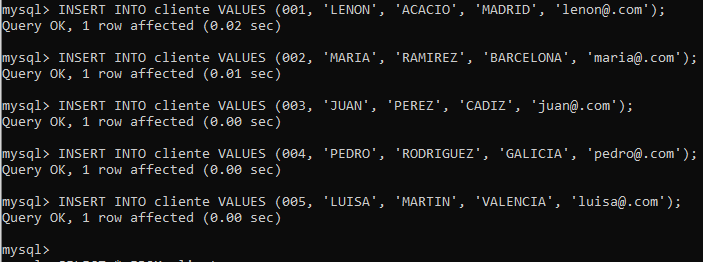 mysql> INSERT INTO cliente VALUES (001, 'LENON', 'ACACIO', 'MADRID', 'lenon@.com');
Query OK, 1 row affected (0.02 sec)
mysql> INSERT INTO cliente VALUES (002, 'MARIA', 'RAMIREZ', 'BARCELONA', 'maria@.com');
Query OK, 1 row affected (0.01 sec)
mysql> INSERT INTO cliente VALUES (003, 'JUAN', 'PEREZ', 'CADIZ', 'juan@.com');
Query OK, 1 row affected (0.00 sec)
mysql> INSERT INTO cliente VALUES (004, 'PEDRO', 'RODRIGUEZ', 'GALICIA', 'pedro@.com');
Query OK, 1 row affected (0.00 sec)
mysql> INSERT INTO cliente VALUES (005, 'LUISA', 'MARTIN', 'VALENCIA', 'luisa@.com');
Query OK, 1 row affected (0.00 sec)
mysql>